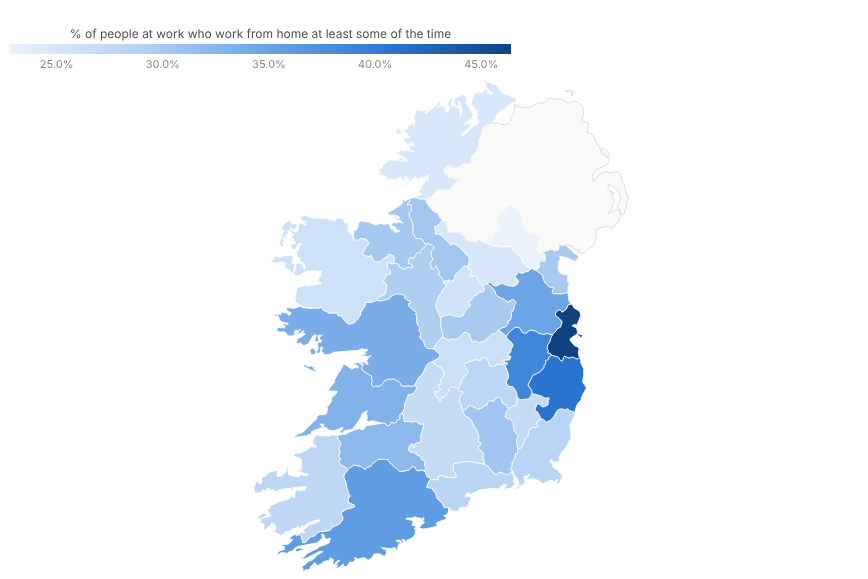 % of people at work who work from home at least some of the time
25.0% 30.0% 35.0% 40.0% 45.0%